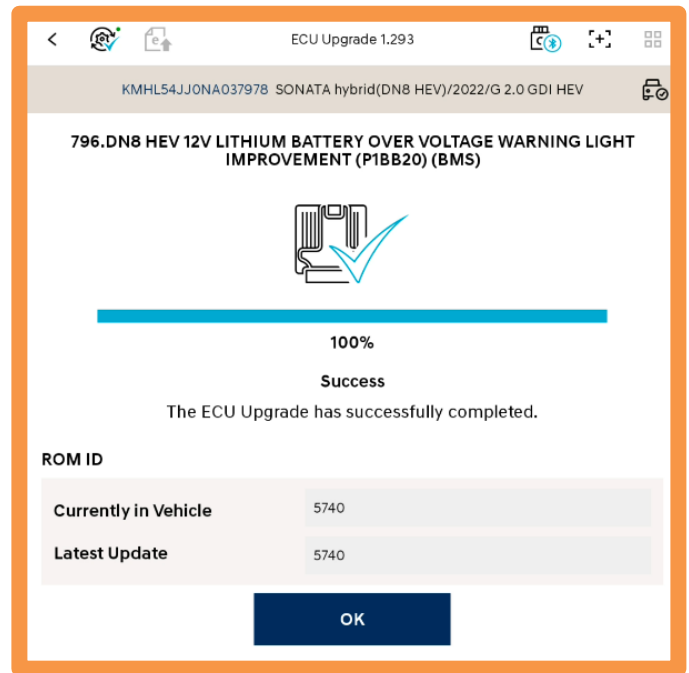 ECU Upgrade 1.293
KMHL54JJ0NA037978 SONATA hybrid(DN8 HEV)/2022/G 2.0 GDI HEV
796.DN8 HEV 12V LITHIUM BATTERY OVER VOLTAGE WARNING LIGHT
IMPROVEMENT (P1BB20) (BMS)
100%
Success
The ECU Upgrade has successfully completed.
ROM ID
Currently in Vehicle 5740
Latest Update 5740
OK